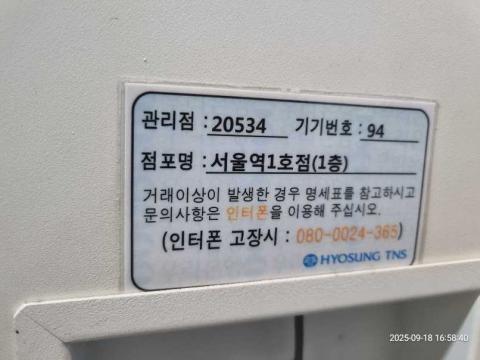 관리점 : 20534 기기번호 : 94
점포명 : 서울역1호점(1층)
거래이상이 발생한 경우 명세표를 참고하시고
문의사항은 인터폰을 이용해 주십시오.
(인터폰 고장시 : 080-0024-365)
HYOSUNG TNS
2025-09-18 16:58:40